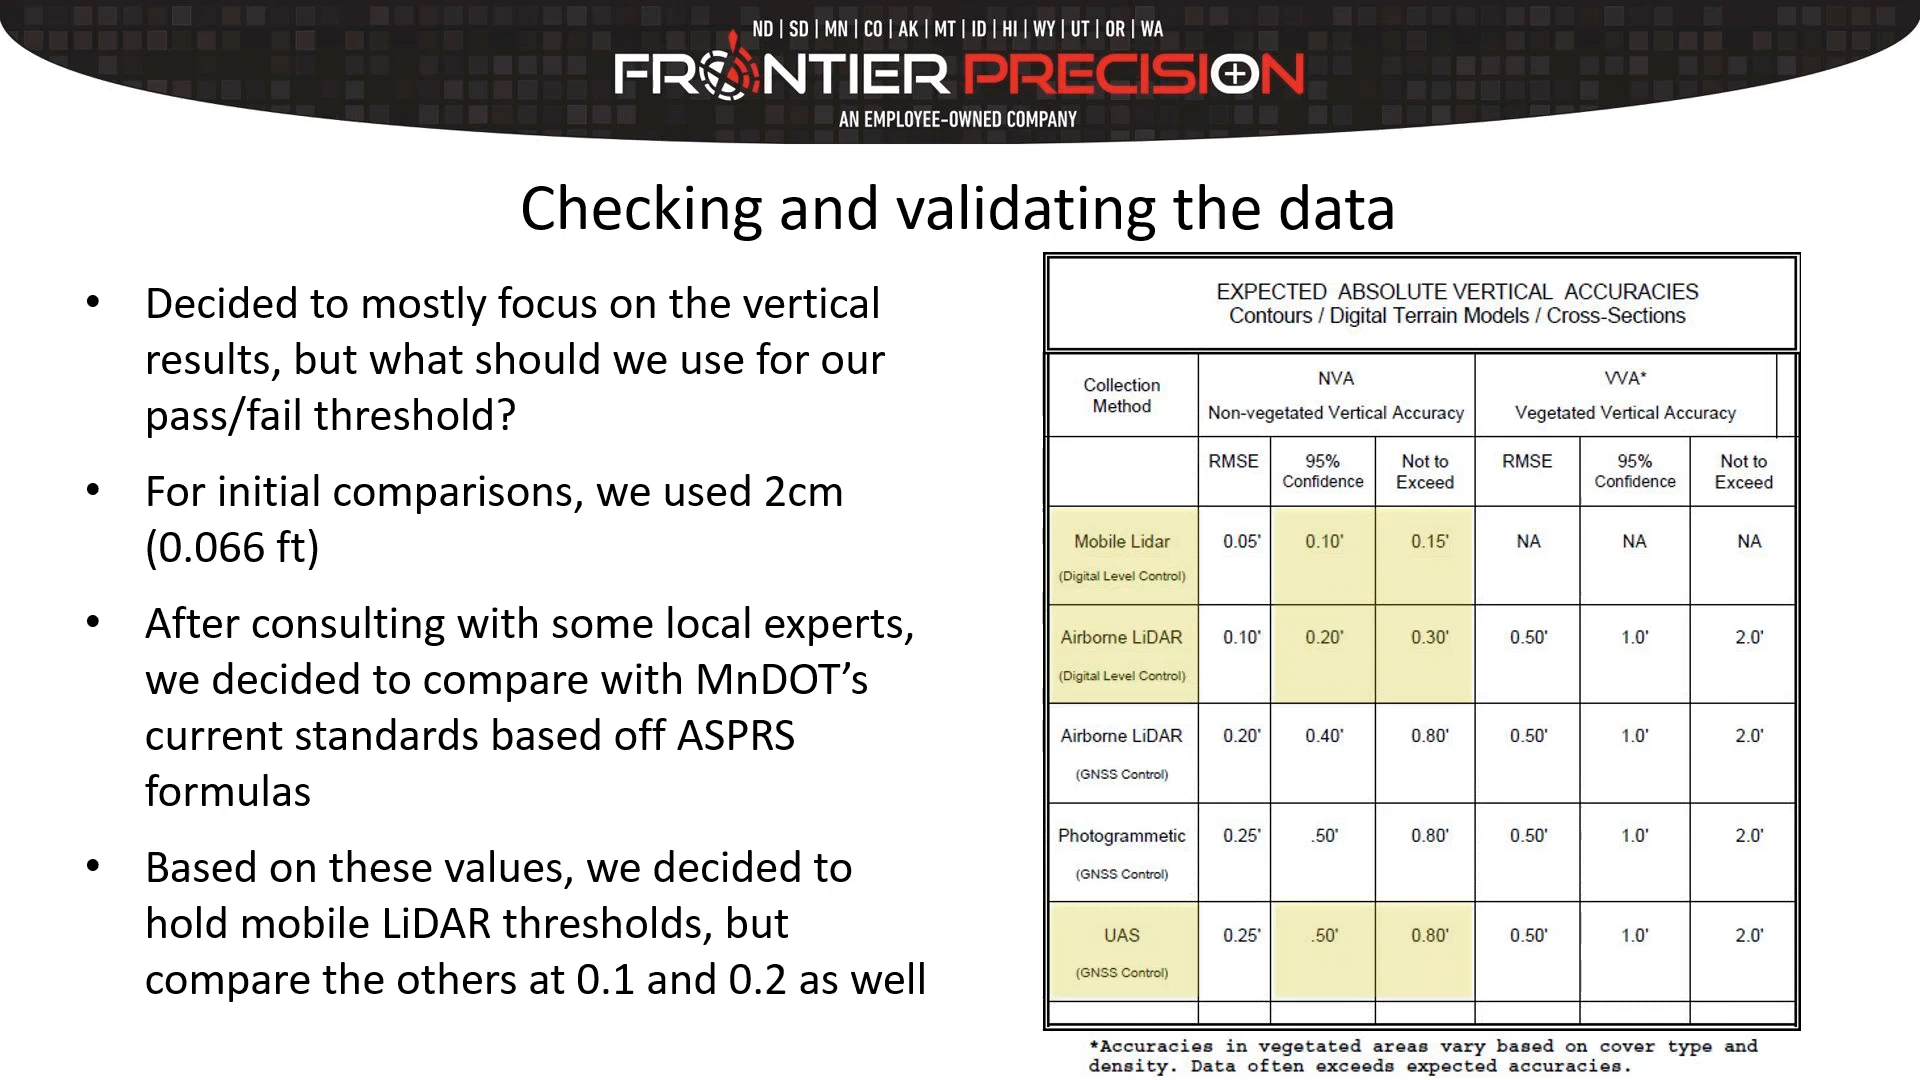 ND | SD | MN | CO | AK | MT | ID | HI | WY | UT | OR | WA
FRONTIER PRECISION
AN EMPLOYEE-OWNED COMPANY
Checking and validating the data
• Decided to mostly focus on the vertical
results, but what should we use for our
pass/fail threshold?
• For initial comparisons, we used 2cm
(0.066 ft)
• After consulting with some local experts,
we decided to compare with MnDOT’s
current standards based off ASPRS
formulas
• Based on these values, we decided to
hold mobile LiDAR thresholds, but
compare the others at 0.1 and 0.2 as well
EXPECTED ABSOLUTE VERTICAL ACCURACIES
Contours / Digital Terrain Models / Cross-Sections
Collection
Method
NVA
Non-vegetated Vertical Accuracy
VVA*
Vegetated Vertical Accuracy
RMSE
95%
Confidence
Not to
Exceed
RMSE
95%
Confidence
Not to
Exceed
Mobile Lidar 0.05' 0.10' 0.15' NA NA NA
(Digital Level Control)
Airborne LiDAR 0.10' 0.20' 0.30' 0.50' 1.0' 2.0'
(Digital Level Control)
Airborne LiDAR 0.20' 0.40' 0.80' 0.50' 1.0' 2.0'
(GNSS Control)
Photogrammetic 0.25' .50' 0.80' 0.50' 1.0' 2.0'
(GNSS Control)
UAS 0.25' .50' 0.80' 0.50' 1.0' 2.0'
(GNSS Control)
*Accuracies in vegetated areas vary based on cover type and
density. Data often exceeds expected accuracies.